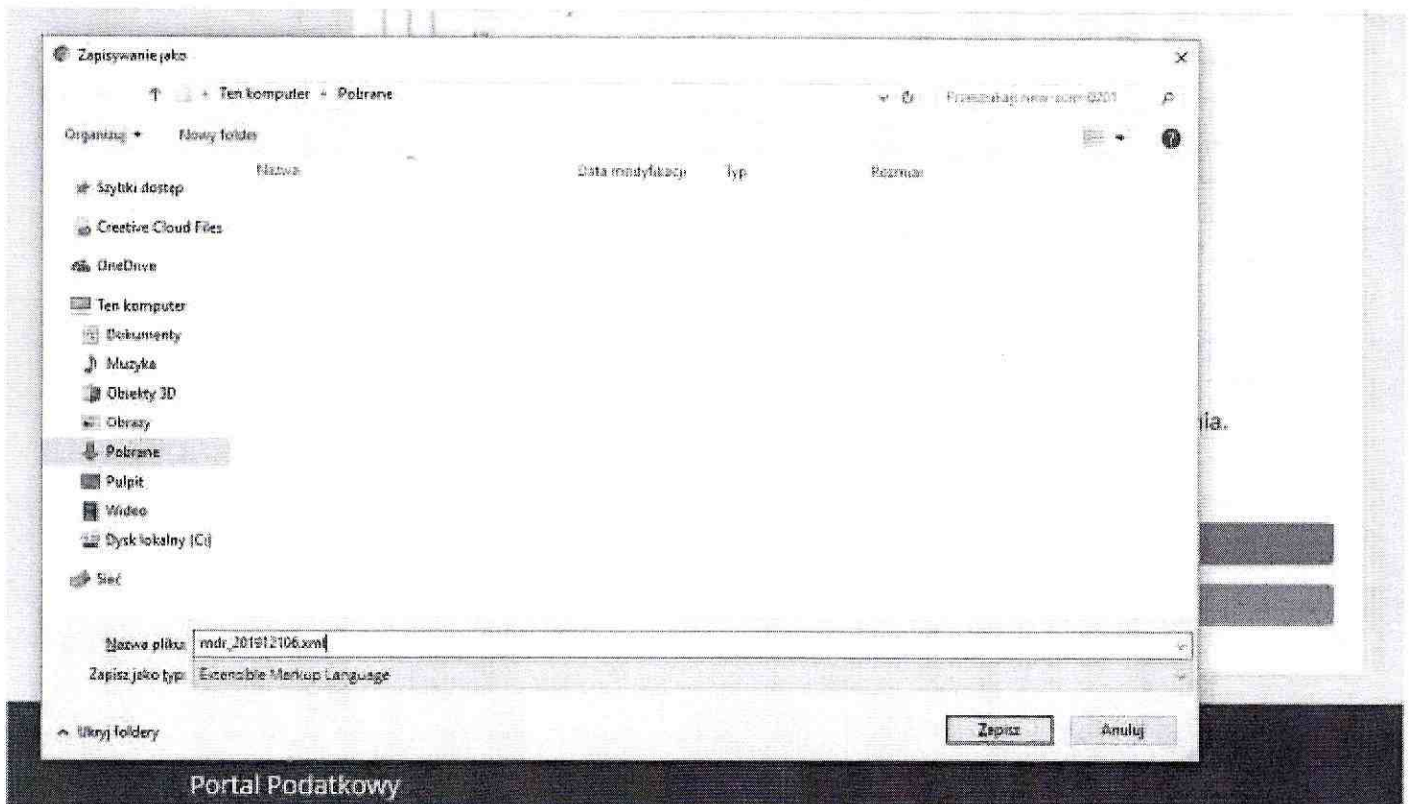 Zapisywanie jako
Ten komputer
Pobrane
Organizuj
Nowy folder
Nazwa
Data modyfikacji
Typ
Rozmiar
Szybki dostęp
Creative Cloud Files
OneDrive
Ten komputer
Dokumenty
Muzyka
Obiekty 3D
Obrazy
Pobrane
Pulpit
Wideo
Dysk lokalny (C:)
Sieć
nia.
Nazwa pliku: mdr_201912106.xml
Zapisz jako typ: Extensible Markup Language
Ukryj foldery
Zapisz
Anuluj
Portal Podatkowy